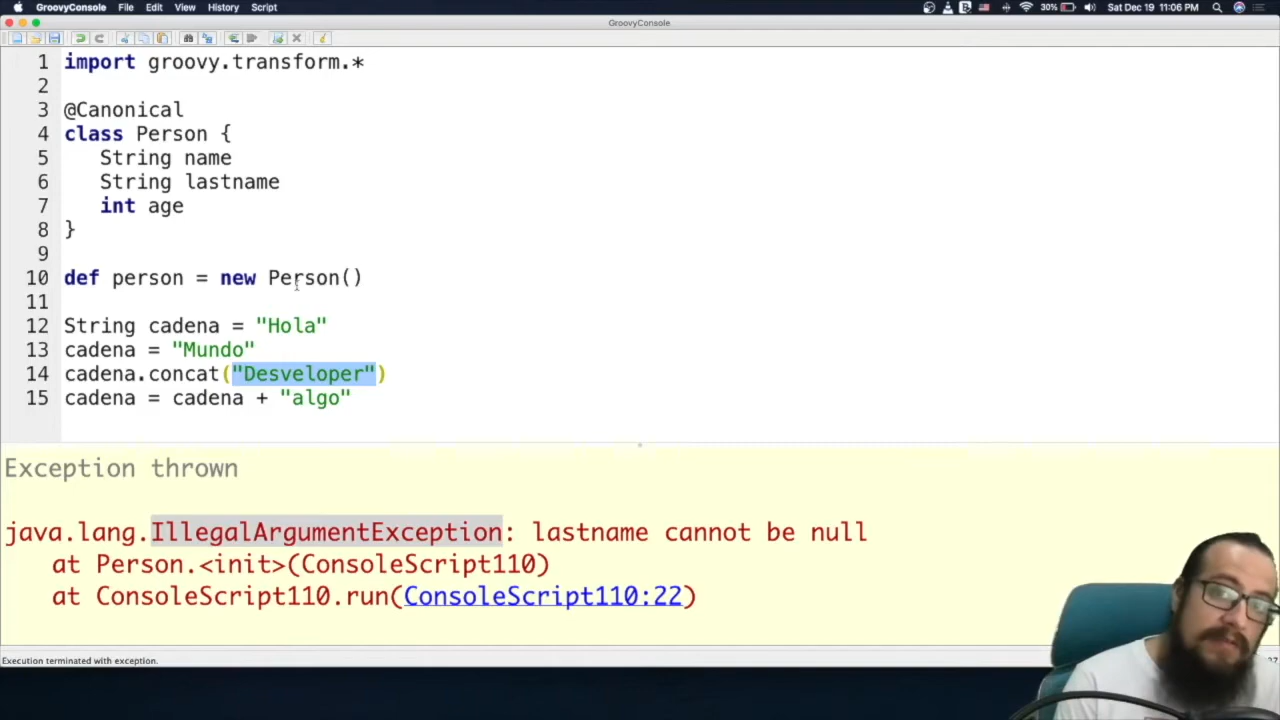 GroovyConsole File Edit View History Script 30% Sat Dec 19 11:06 PM
GroovyConsole
1 import groovy.transform.*
2
3 @Canonical
4 class Person {
5 String name
6 String lastname
7 int age
8 }
9
10 def person = new Person()
11
12 String cadena = "Hola"
13 cadena = "Mundo"
14 cadena.concat("Desveloper")
15 cadena = cadena + "algo"
Exception thrown
java.lang.IllegalArgumentException: lastname cannot be null
at Person.<init>(ConsoleScript110)
at ConsoleScript110.run(ConsoleScript110:22)
Execution terminated with exception.